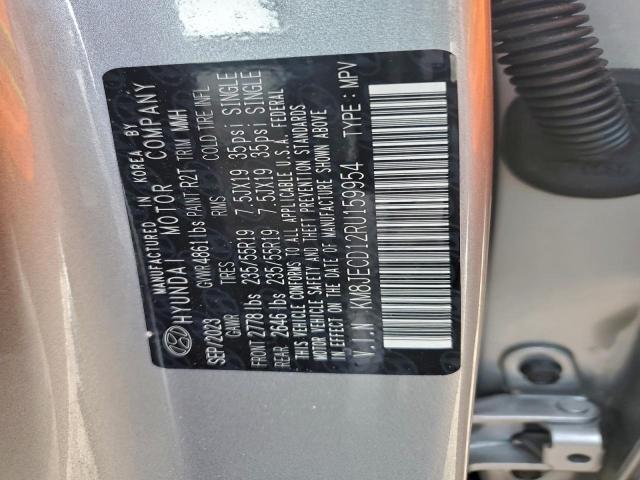 MANUFACTURED IN KOREA BY
HYUNDAI MOTOR COMPANY
SEP/2023 GVWR4861lbs PAINT R2T TRIM MMH
GAWR TIRES RIMS COLD TIRE INFL
FRONT 2778 lbs 235/55R19 7.5JX19 35psi SINGLE
REAR 2646 lbs 235/55R19 7.5JX19 35psi SINGLE
THIS VEHICLE CONFORMS TO ALL APPLICABLE U.S.A. FEDERAL
MOTOR VEHICLE SAFETY AND THEFT PREVENTION STANDARDS
IN EFFECT ON THE DATE OF MANUFACTURE SHOWN ABOVE
V.I.N KM8JECD12RU159954 TYPE : MPV